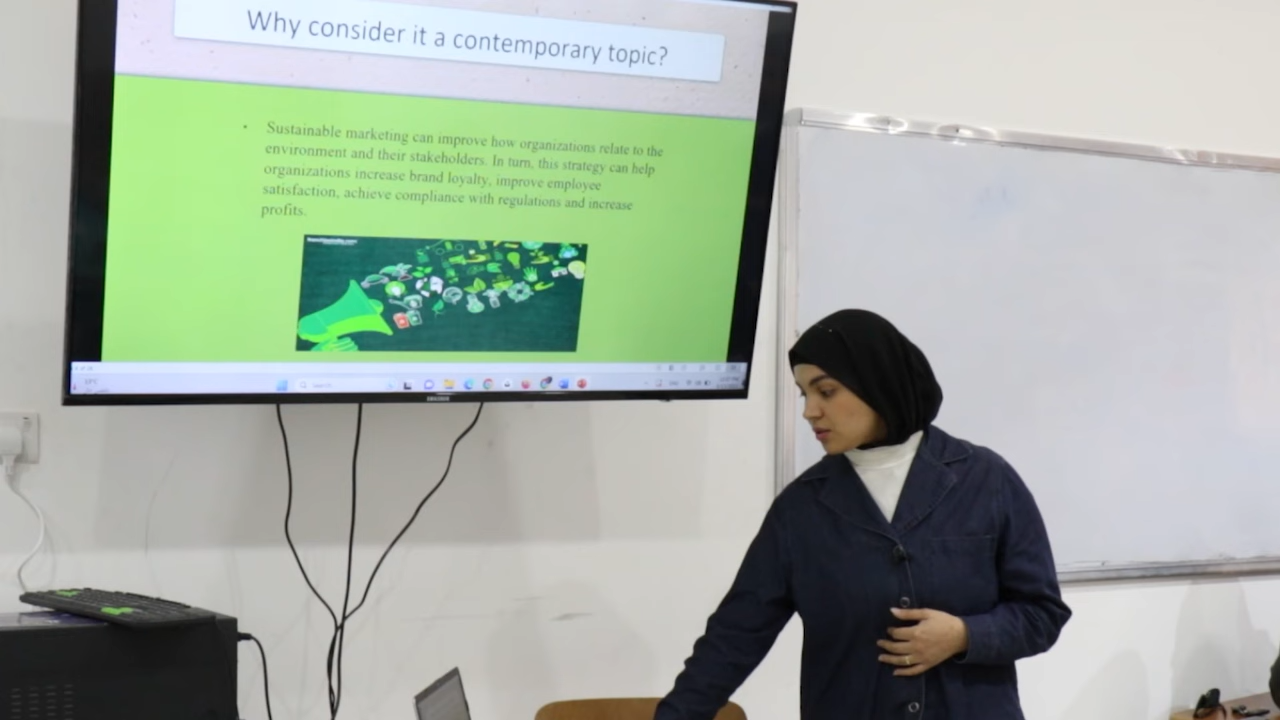 Why consider it a contemporary topic?
• Sustainable marketing can improve how organizations relate to the
environment and their stakeholders. In turn, this strategy can help
organizations increase brand loyalty, improve employee
satisfaction, achieve compliance with regulations and increase
profits.